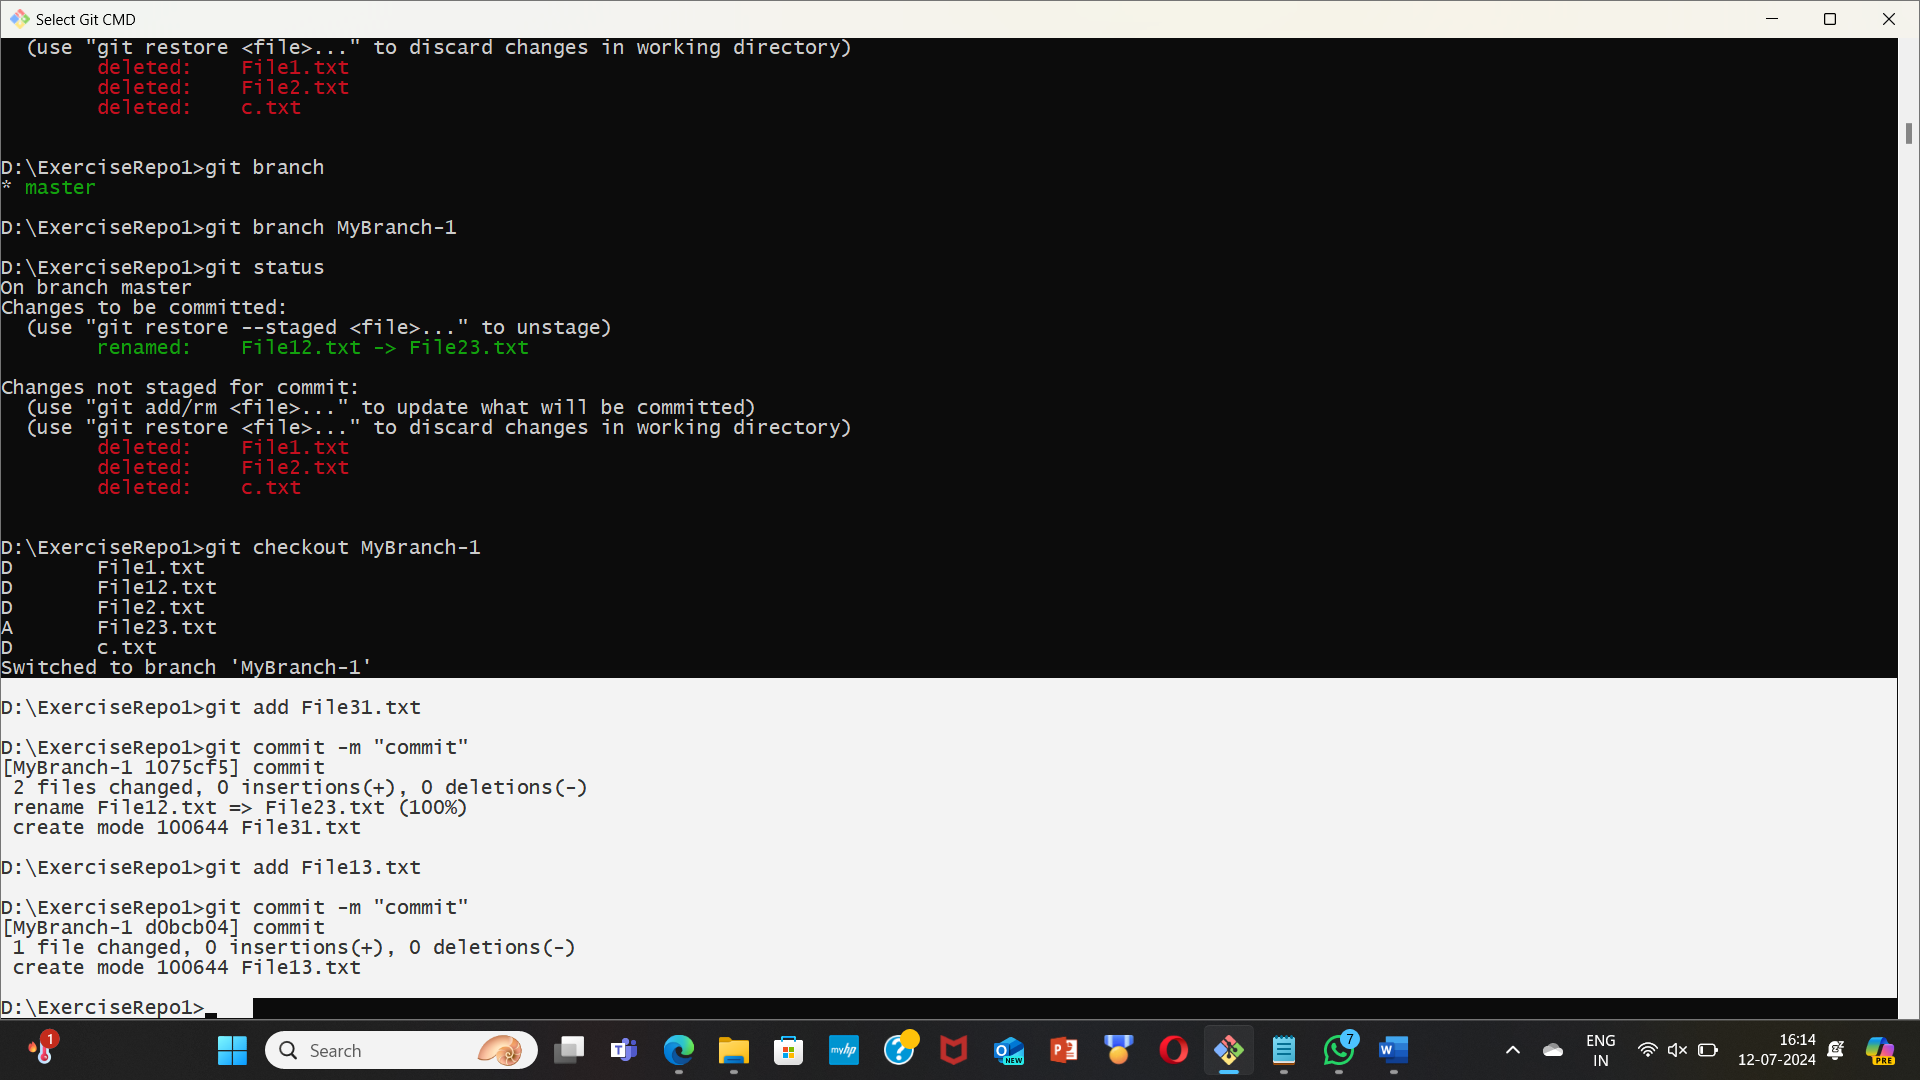 Select Git CMD
(use "git restore <file>..." to discard changes in working directory)
deleted: File1.txt
deleted: File2.txt
deleted: c.txt
D:\ExerciseRepo1>git branch
* master
D:\ExerciseRepo1>git branch MyBranch-1
D:\ExerciseRepo1>git status
On branch master
Changes to be committed:
(use "git restore --staged <file>..." to unstage)
renamed: File12.txt -> File23.txt
Changes not staged for commit:
(use "git add/rm <file>..." to update what will be committed)
(use "git restore <file>..." to discard changes in working directory)
deleted: File1.txt
deleted: File2.txt
deleted: c.txt
D:\ExerciseRepo1>git checkout MyBranch-1
D File1.txt
D File12.txt
D File2.txt
A File23.txt
D c.txt
Switched to branch 'MyBranch-1'
D:\ExerciseRepo1>git add File31.txt
D:\ExerciseRepo1>git commit -m "commit"
[MyBranch-1 1075cf5] commit
2 files changed, 0 insertions(+), 0 deletions(-)
rename File12.txt => File23.txt (100%)
create mode 100644 File31.txt
D:\ExerciseRepo1>git add File13.txt
D:\ExerciseRepo1>git commit -m "commit"
[MyBranch-1 d0bcb04] commit
1 file changed, 0 insertions(+), 0 deletions(-)
create mode 100644 File13.txt
D:\ExerciseRepo1>
1
Search
myhp
NEW
7
ENG
IN
16:14
12-07-2024
PRE